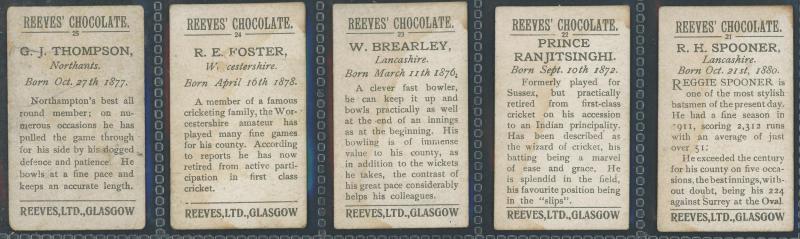 REEVES' CHOCOLATE.
25
G. J. THOMPSON,
Northants.
Born Oct. 27th 1877.
Northampton's best all
round member; on nu-
merous occasions he has
pulled the game through
for his side by his dogged
defence and patience. He
bowls at a fine pace and
keeps an accurate length.
REEVES, LTD., GLASGOW
REEVES' CHOCOLATE.
24
R. E. FOSTER,
W cestershire.
Born April 16th 1878.
A member of a famous
cricketing family, the Wor-
cestershire amateur has
played many fine games
for his county. According
to reports he has now
retired from active parti-
cipation in first class
cricket.
REEVES, LTD., GLASGOW
REEVES' CHOCOLATE.
23
W. BREARLEY,
Lancashire.
Born March 11th 1876,
A clever fast bowler,
he can keep it up and
bowls practically as well
at the end of an innings
as at the beginning. His
bowling is of immense
value to his county, as
in addition to the wickets
he takes, the contrast of
his great pace considerably
helps his colleagues.
REEVES, LTD., GLASGOW
REEVES' CHOCOLATE.
22
PRINCE
RANJITSINGHI.
Born Sept. 10th 1872.
Formerly played for
Sussex, but practically
retired from first-class
cricket on his accession
to an Indian principality.
Has been described as
the wizard of cricket, his
batting being a marvel
of ease and grace. He
is splendid in the field,
his favourite position being
in the "slips".
REEVES, LTD., GLASGOW
REEVES' CHOCOLATE.
21
R. H. SPOONER,
Lancashire.
Born Oct. 21st, 1880.
REGGIE SPOONER is
one of the most stylish
batsmen of the present day.
He had a fine season in
1911, scoring 2,312 runs
with an average of just
over 51.
He exceeded the century
for his county on five occa-
sions, the best innings, with-
out doubt, being his 224
against Surrey at the Oval.
REEVES, LTD., GLASGOW